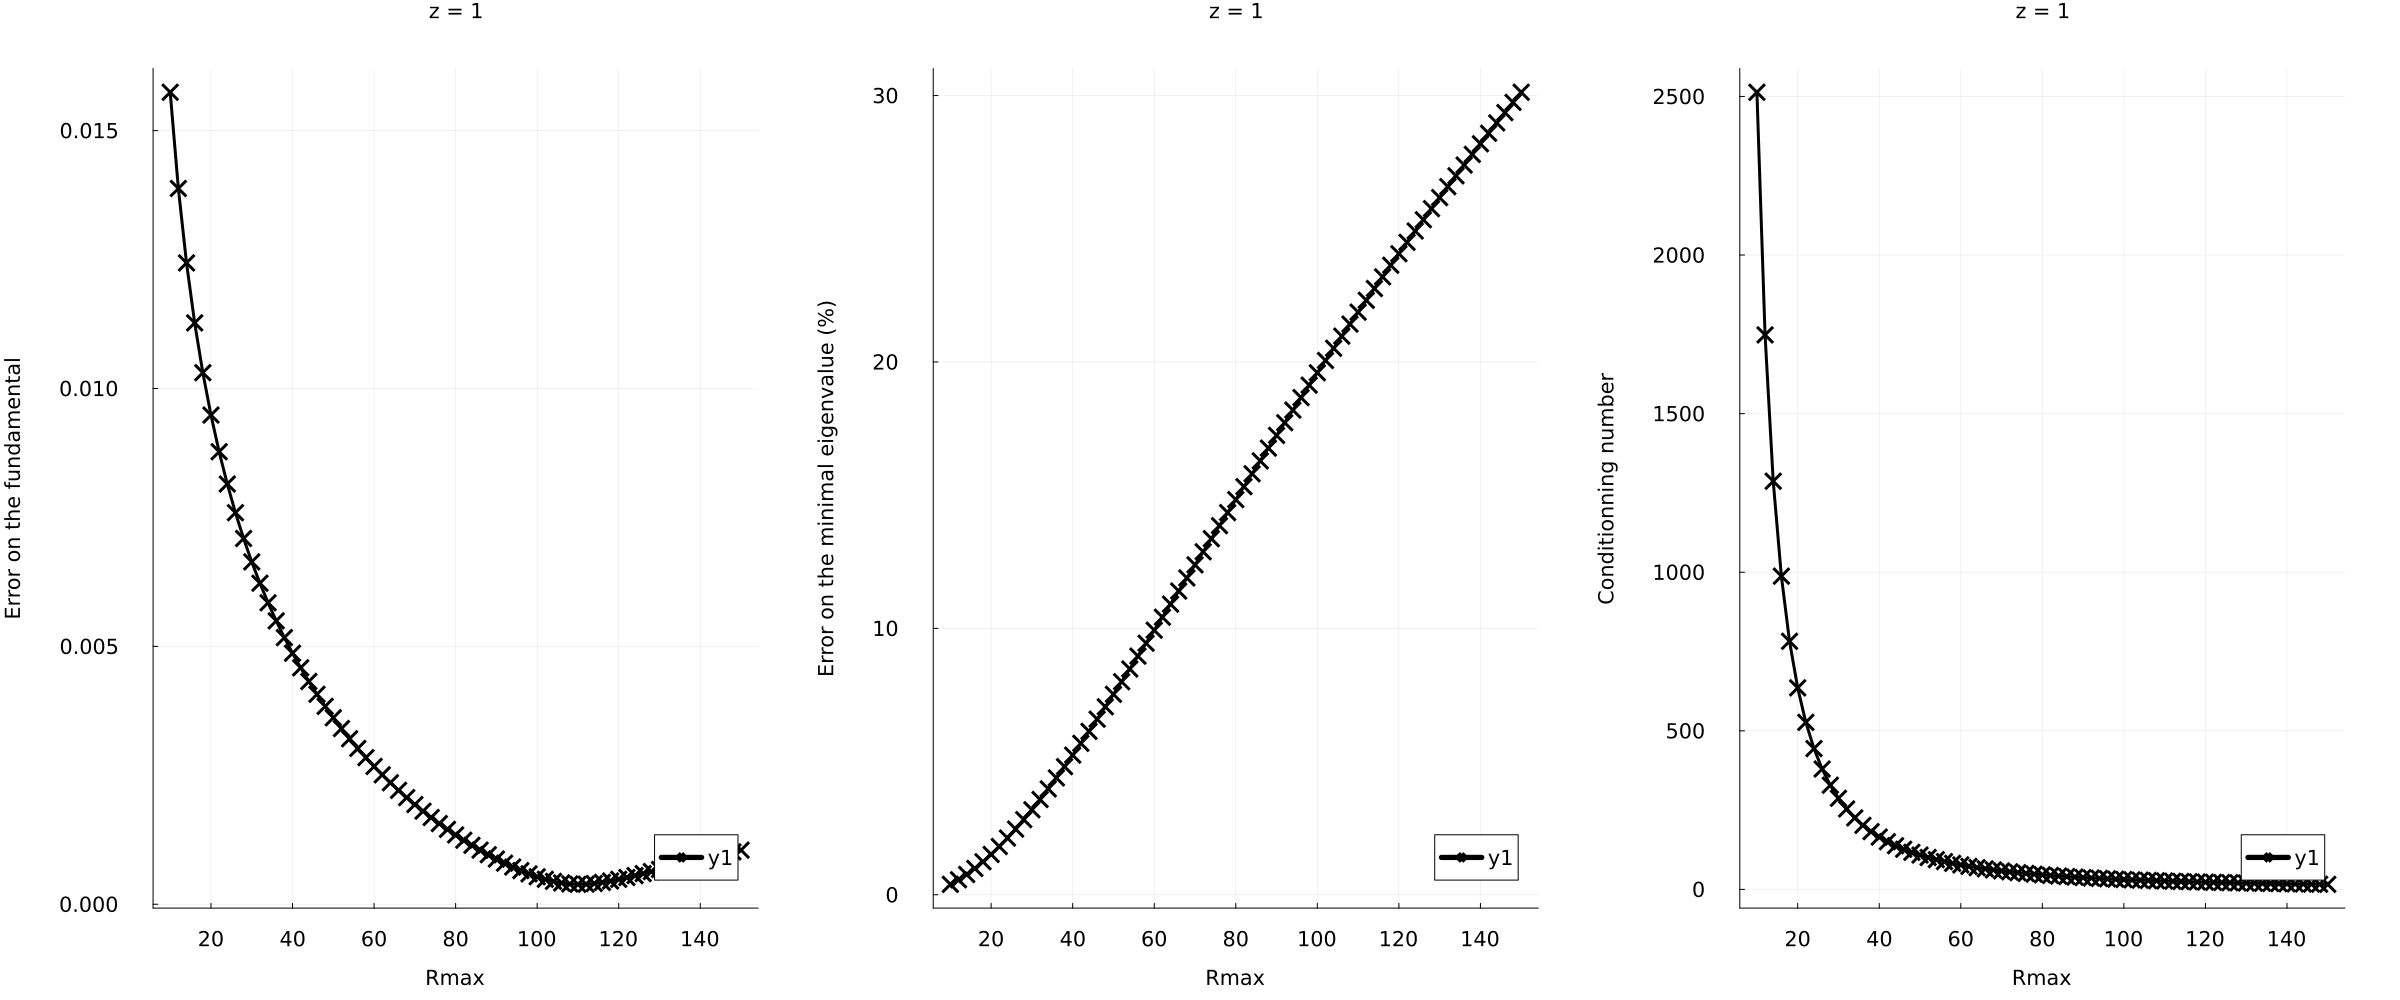 z = 1
Error on the fundamental
0.015
0.010
0.005
0.000
20 40 60 80 100 120 140
Rmax
y1
z = 1
Error on the minimal eigenvalue (%)
30
20
10
0
20 40 60 80 100 120 140
Rmax
y1
z = 1
Conditionning number
2500
2000
1500
1000
500
0
20 40 60 80 100 120 140
Rmax
y1